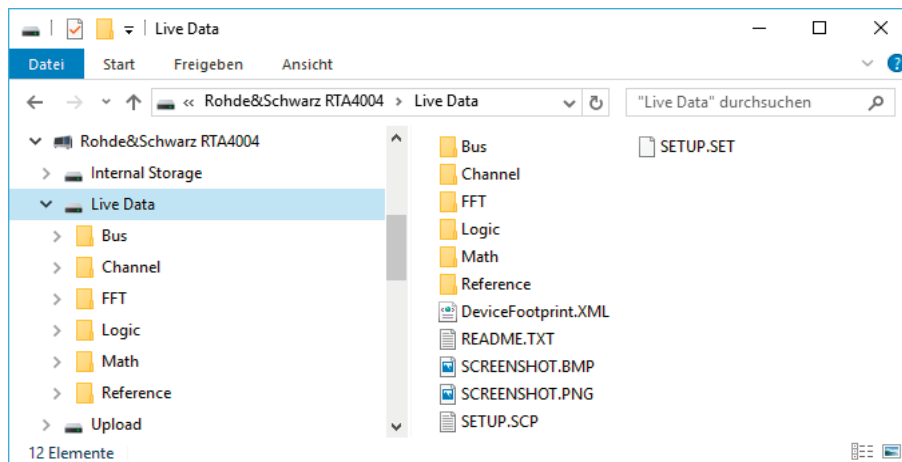 Live Data
Datei Start Freigeben Ansicht
« Rohde&Schwarz RTA4004 > Live Data "Live Data" durchsuchen
Rohde&Schwarz RTA4004
Internal Storage
Live Data
Bus
Channel
FFT
Logic
Math
Reference
Upload
Bus
Channel
FFT
Logic
Math
Reference
DeviceFootprint.XML
README.TXT
SCREENSHOT.BMP
SCREENSHOT.PNG
SETUP.SCP
SETUP.SET
12 Elemente